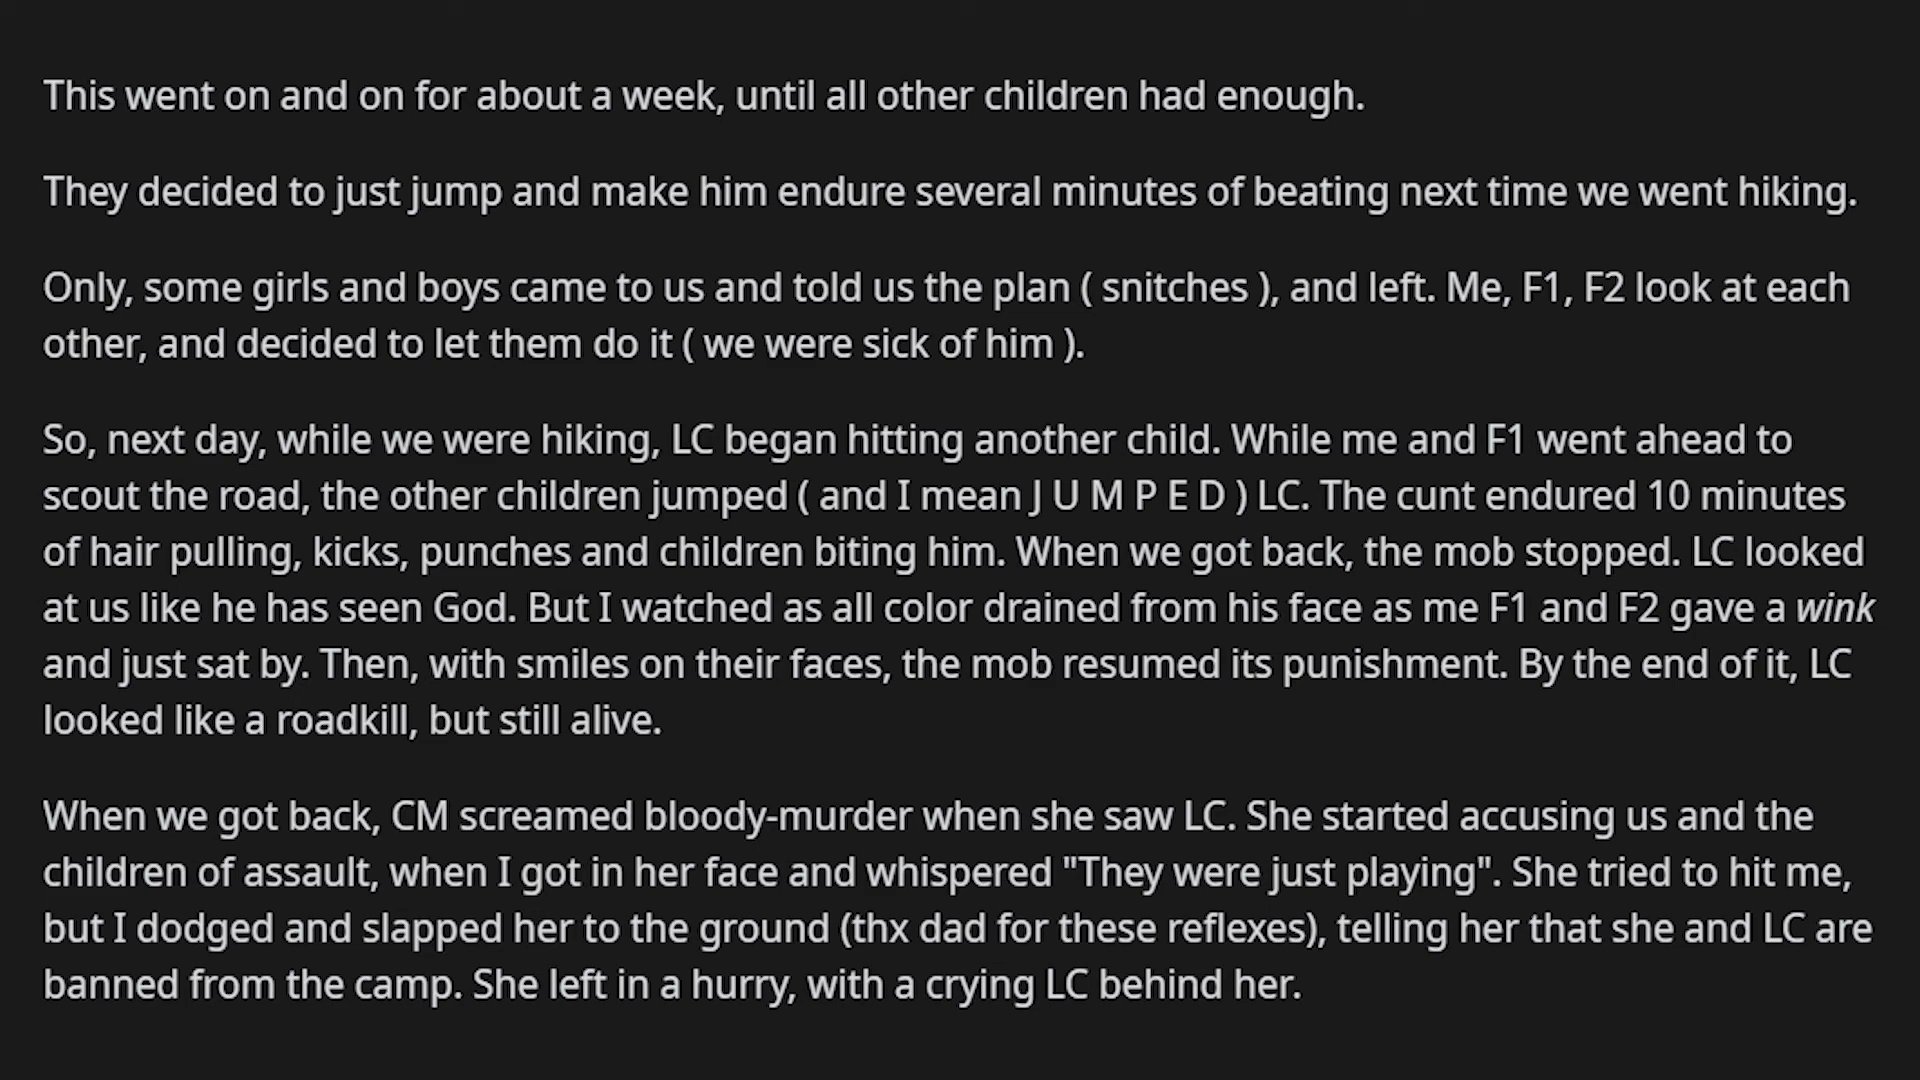 This went on and on for about a week, until all other children had enough.
They decided to just jump and make him endure several minutes of beating next time we went hiking.
Only, some girls and boys came to us and told us the plan ( snitches ), and left. Me, F1, F2 look at each
other, and decided to let them do it ( we were sick of him ).
So, next day, while we were hiking, LC began hitting another child. While me and F1 went ahead to
scout the road, the other children jumped ( and I mean J U M P E D ) LC. The cunt endured 10 minutes
of hair pulling, kicks, punches and children biting him. When we got back, the mob stopped. LC looked
at us like he has seen God. But I watched as all color drained from his face as me F1 and F2 gave a wink
and just sat by. Then, with smiles on their faces, the mob resumed its punishment. By the end of it, LC
looked like a roadkill, but still alive.
When we got back, CM screamed bloody-murder when she saw LC. She started accusing us and the
children of assault, when I got in her face and whispered "They were just playing". She tried to hit me,
but I dodged and slapped her to the ground (thx dad for these reflexes), telling her that she and LC are
banned from the camp. She left in a hurry, with a crying LC behind her.